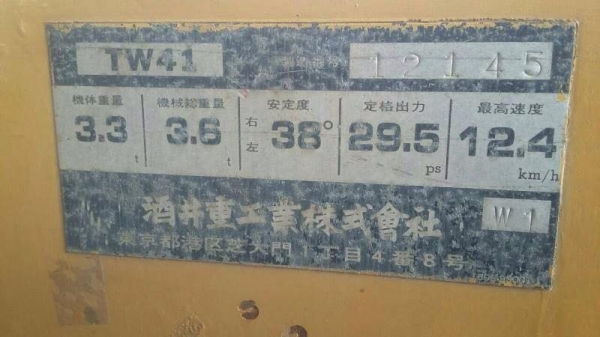 TW41 12145
機体重量 機械総重量 安定度 定格出力 最高速度
3.3 t 3.6 t 右左 38° 29.5 ps 12.4 km/h
酒井重工業株式會社 W1
東京都港区芝大門1丁目4番8号